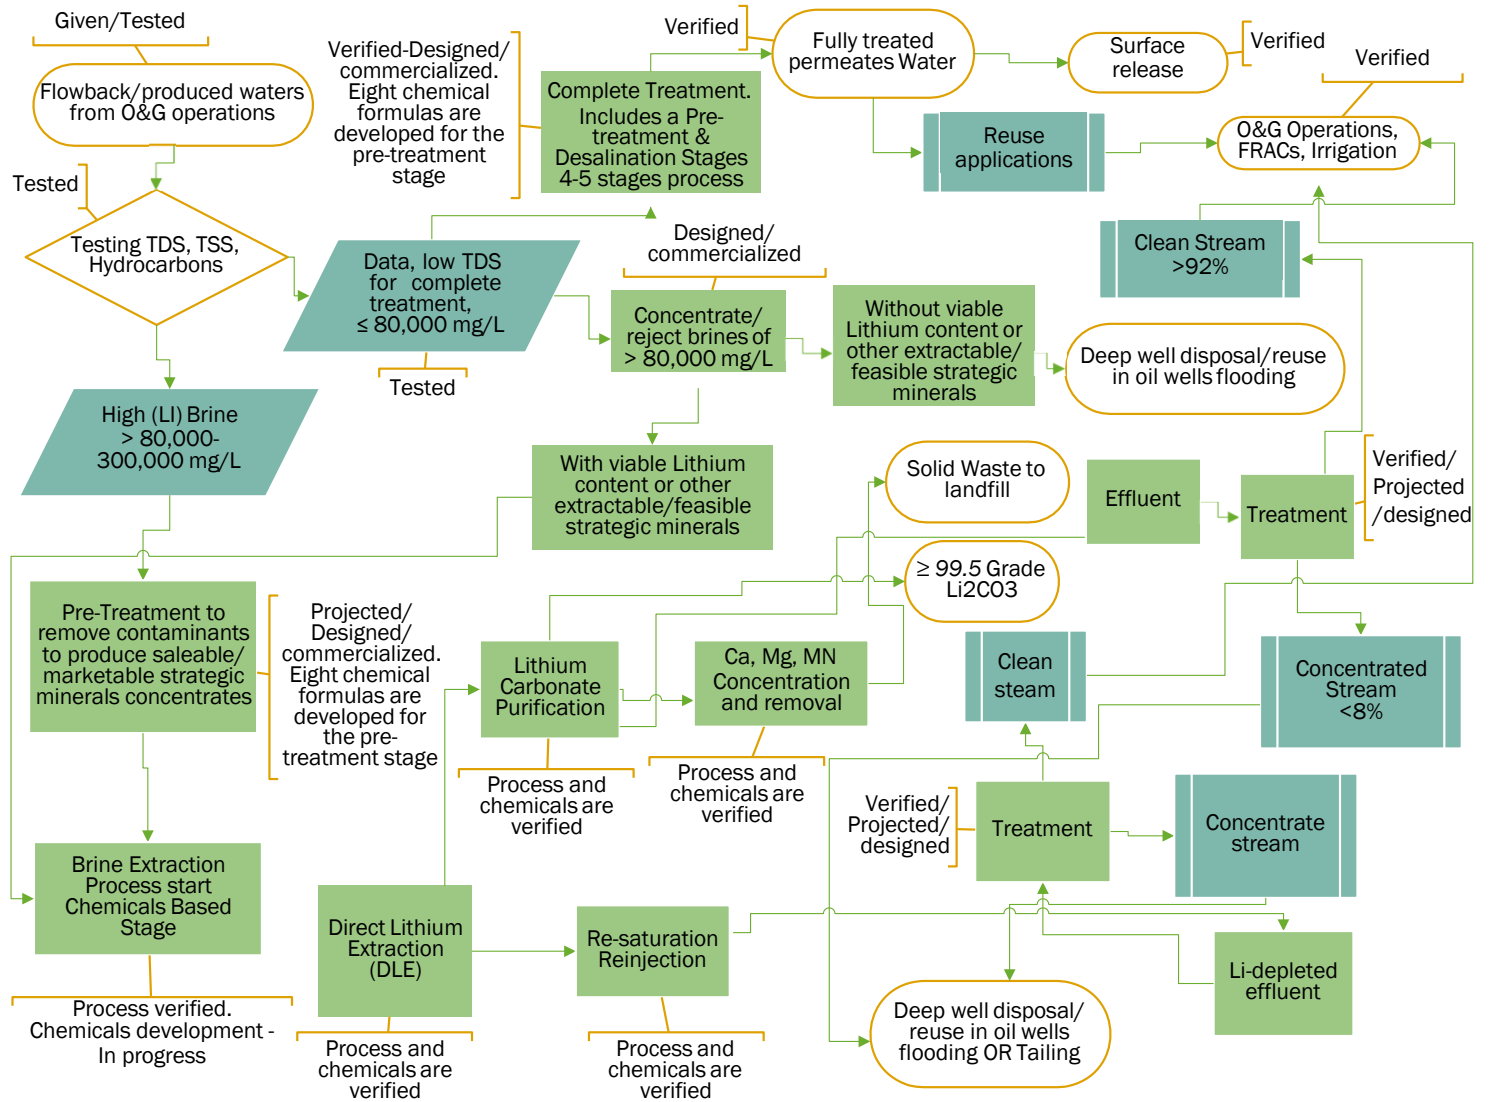 Given/Tested
Flowback/produced waters
from O&G operations
Tested
Testing TDS, TSS,
Hydrocarbons
Verified-Designed/
commercialized.
Eight chemical
formulas are
developed for the
pre-treatment
stage
Complete Treatment.
Includes a Pre-
treatment &
Desalination Stages
4-5 stages process
Verified
Fully treated
permeates Water
Surface
release
Verified
Verified
Reuse
applications
O&G Operations,
FRACs, Irrigation
Clean Stream
>92%
Data, low TDS
for complete
treatment,
≤ 80,000 mg/L
Tested
Designed/
commercialized
Concentrate/
reject brines of
> 80,000 mg/L
Without viable
Lithium content or
other extractable/
feasible strategic
minerals
Deep well disposal/reuse
in oil wells flooding
High (LI) Brine
> 80,000-
300,000 mg/L
With viable Lithium
content or other
extractable/feasible
strategic minerals
Solid Waste to
landfill
Effluent
Treatment
Verified/
Projected
/designed
≥ 99.5 Grade
Li2CO3
Pre-Treatment to
remove contaminants
to produce saleable/
marketable strategic
minerals concentrates
Projected/
Designed/
commercialized.
Eight chemical
formulas are
developed for
the pre-
treatment stage
Lithium
Carbonate
Purification
Process and
chemicals are
verified
Ca, Mg, MN
Concentration
and removal
Process and
chemicals are
verified
Clean
steam
Concentrated
Stream
<8%
Verified/
Projected/
designed
Treatment
Concentrate
stream
Brine Extraction
Process start
Chemicals Based
Stage
Process verified.
Chemicals development -
In progress
Direct Lithium
Extraction
(DLE)
Process and
chemicals are
verified
Re-saturation
Reinjection
Process and
chemicals are
verified
Deep well disposal/
reuse in oil wells
flooding OR Tailing
Li-depleted
effluent